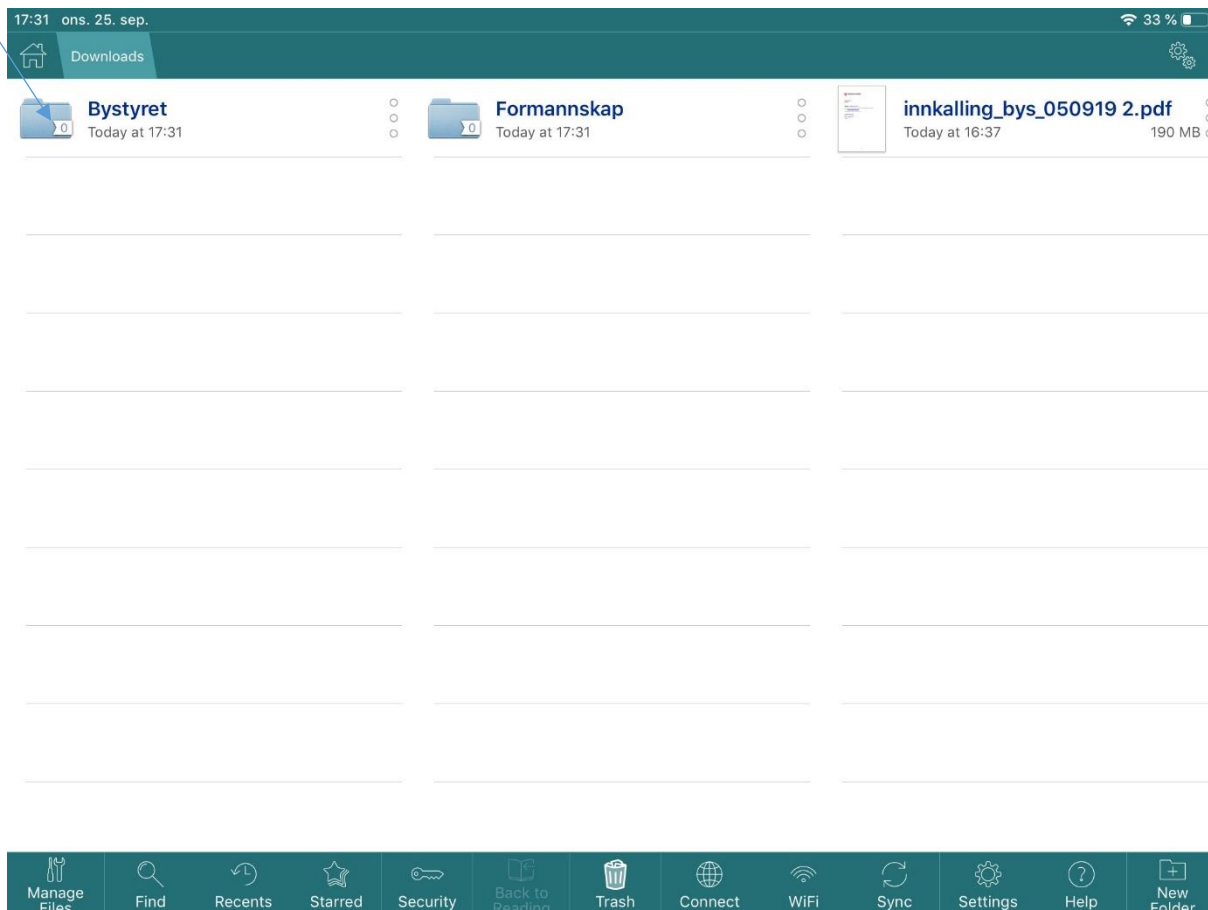 17:31 ons. 25. sep. 33 %
Downloads
Bystyret
0
Today at 17:31
Formannskap
0
Today at 17:31
innkalling_bys_050919 2.pdf
Today at 16:37 190 MB
Manage
Files
Find
Recents
Starred
Security
Back to
Reading
Trash
Connect
WiFi
Sync
Settings
Help
New
Folder